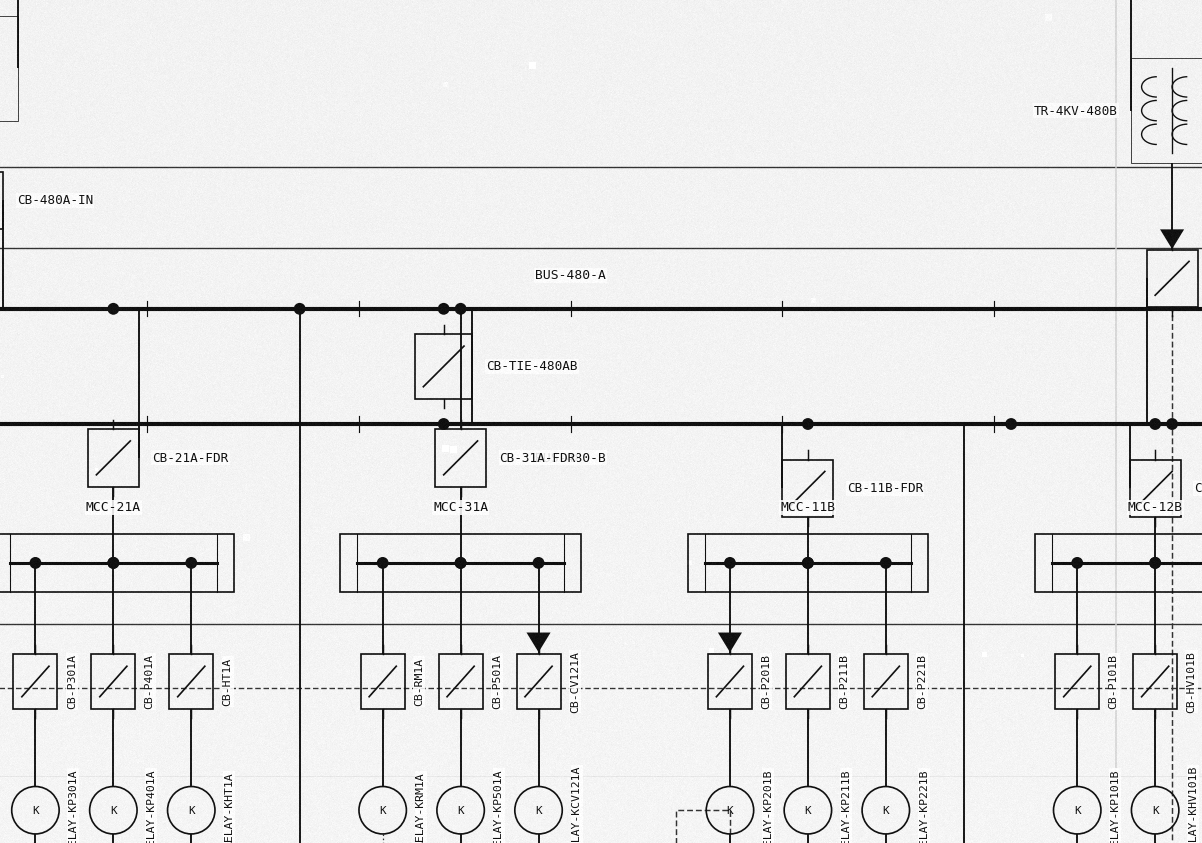 TR-4KV-480B
CB-480A-IN
BUS-480-A
CB-TIE-480AB
CB-21A-FDR
CB-31A-FDR
30-B
CB-11B-FDR
C
MCC-21A
MCC-31A
MCC-11B
MCC-12B
CB-P301A
CB-P401A
CB-HT1A
CB-RM1A
CB-P501A
CB-CV121A
CB-P201B
CB-P211B
CB-P221B
CB-P101B
CB-HV101B
K
ELAY-KP301A
K
ELAY-KP401A
K
ELAY-KHT1A
K
ELAY-KRM1A
K
ELAY-KP501A
K
LAY-KCV121A
K
ELAY-KP201B
K
ELAY-KP211B
K
ELAY-KP221B
K
ELAY-KP101B
K
LAY-KHV101B